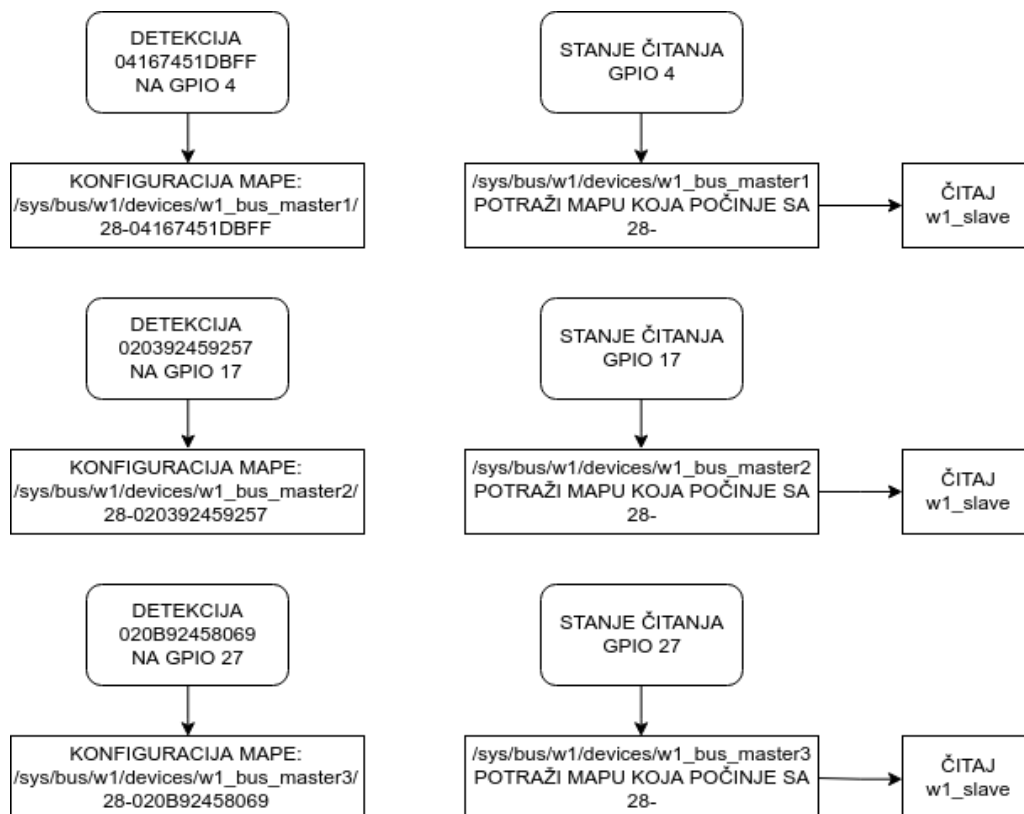 DETEKCIJA
04167451DBFF
NA GPIO 4
STANJE ČITANJA
GPIO 4
KONFIGURACIJA MAPE:
/sys/bus/w1/devices/w1_bus_master1/
28-04167451DBFF
/sys/bus/w1/devices/w1_bus_master1
POTRAŽI MAPU KOJA POČINJE SA
28-
ČITAJ
w1_slave
DETEKCIJA
020392459257
NA GPIO 17
STANJE ČITANJA
GPIO 17
KONFIGURACIJA MAPE:
/sys/bus/w1/devices/w1_bus_master2/
28-020392459257
/sys/bus/w1/devices/w1_bus_master2
POTRAŽI MAPU KOJA POČINJE SA
28-
ČITAJ
w1_slave
DETEKCIJA
020B92458069
NA GPIO 27
STANJE ČITANJA
GPIO 27
KONFIGURACIJA MAPE:
/sys/bus/w1/devices/w1_bus_master3/
28-020B92458069
/sys/bus/w1/devices/w1_bus_master3
POTRAŽI MAPU KOJA POČINJE SA
28-
ČITAJ
w1_slave